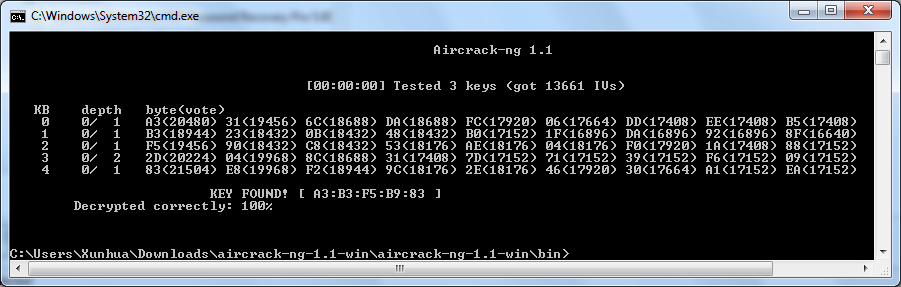 C:\Windows\System32\cmd.exe
Aircrack-ng 1.1
[00:00:00] Tested 3 keys (got 13661 IVs)
KB depth byte(vote)
0 0/ 1 A3(20480) 31(19456) 6C(18688) DA(18688) FC(17920) 06(17664) DD(17408) EE(17408) B5(17408)
1 0/ 1 B3(18944) 23(18432) 0B(18432) 48(18432) B0(17152) 1F(16896) DA(16896) 92(16896) 8F(16640)
2 0/ 1 F5(19456) 90(18432) C8(18432) 53(18176) AE(18176) 04(18176) F0(17920) 1A(17408) 88(17152)
3 0/ 2 2D(20224) 04(19968) 8C(18688) 31(17408) 7D(17152) 71(17152) 39(17152) F6(17152) 09(17152)
4 0/ 1 83(21504) E8(19968) F2(18944) 9C(18176) 2E(18176) 46(17920) 30(17664) A1(17152) EA(17152)
KEY FOUND! [ A3:B3:F5:B9:83 ]
Decrypted correctly: 100%
C:\Users\Xunhua\Downloads\aircrack-ng-1.1-win\aircrack-ng-1.1-win\bin>